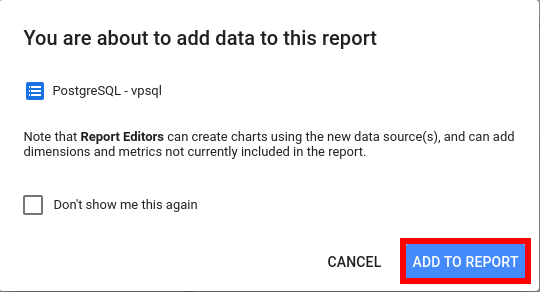 You are about to add data to this report
PostgreSQL - vpsql
Note that Report Editors can create charts using the new data source(s), and can add
dimensions and metrics not currently included in the report.
Don't show me this again
CANCEL
ADD TO REPORT